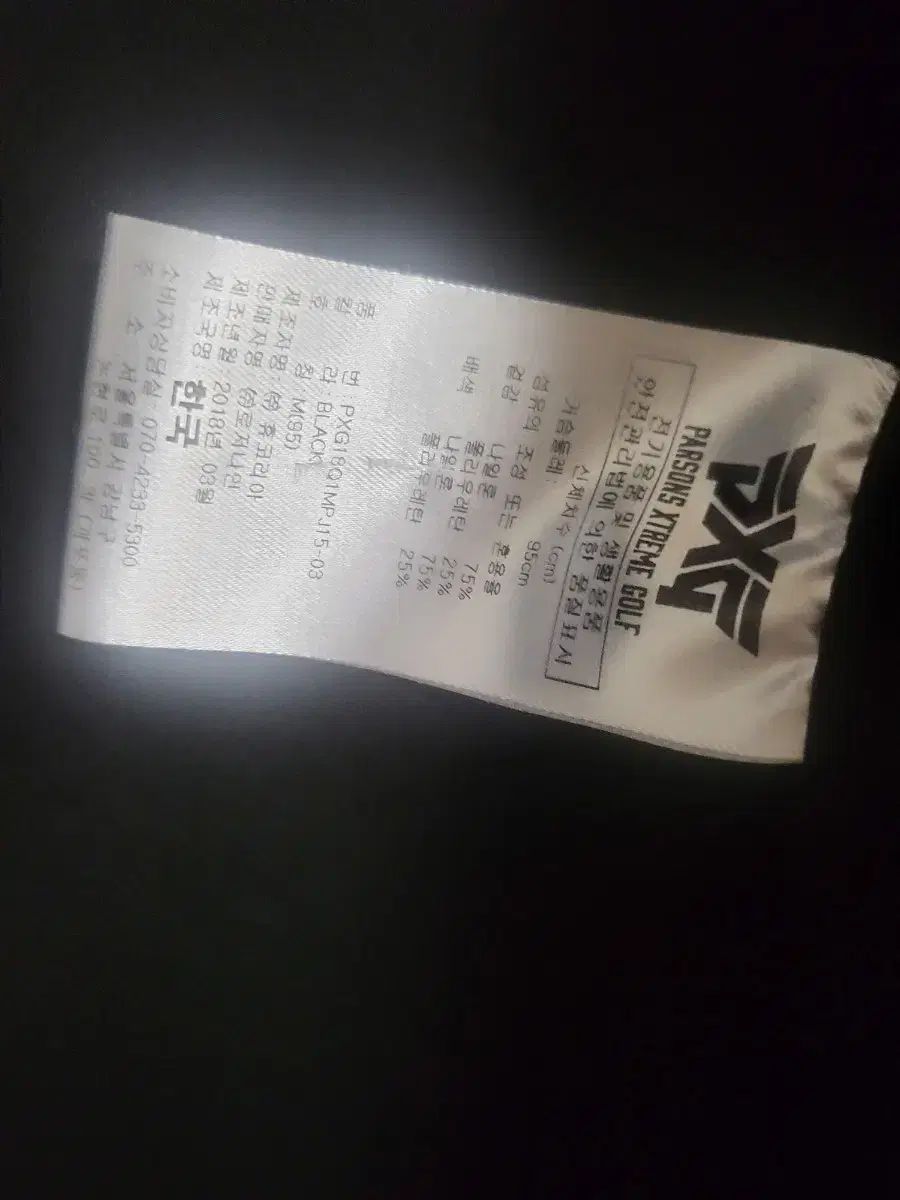 PXG
PARSONS XTREME GOLF
전기용품 및 생활용품
안전관리법에 의한 품질표시
신체치수 (cm)
가슴둘레: 95cm
섬유의 조성 또는 혼용율
겉감 나일론 75%
폴리우레탄 25%
배색 나일론 75%
폴리우레탄 25%
품 번: PXG18Q1MPJ15-03
컬 러: BLACK
호 칭: M(95)
제조자명: ㈜
판매자명: ㈜로저나인
제조년월: 2018년 03월
제조국명: 한국
소비자상담실 070-4233-5300
주 소 서울특별시 강남구